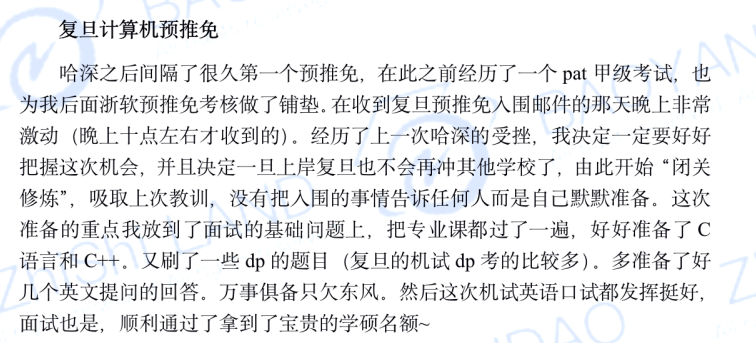 复旦计算机预推免
哈深之后间隔了很久第一个预推免，在此之前经历了一个 pat 甲级考试，也
为我后面浙软预推免考核做了铺垫。在收到复旦预推免入围邮件的那天晚上非常
激动（晚上十点左右才收到的）。经历了上一次哈深的受挫，我决定一定要好好
把握这次机会，并且决定一旦上岸复旦也不会再冲其他学校了，由此开始“闭关
修炼”，吸取上次教训，没有把入围的事情告诉任何人而是自己默默准备。这次
准备的重点我放到了面试的基础问题上，把专业课都过了一遍，好好准备了 C
语言和 C++。又刷了一些 dp 的题目（复旦的机试 dp 考的比较多）。多准备了好
几个英文提问的回答。万事俱备只欠东风。然后这次机试英语口试都发挥挺好，
面试也是，顺利通过了拿到了宝贵的学硕名额~